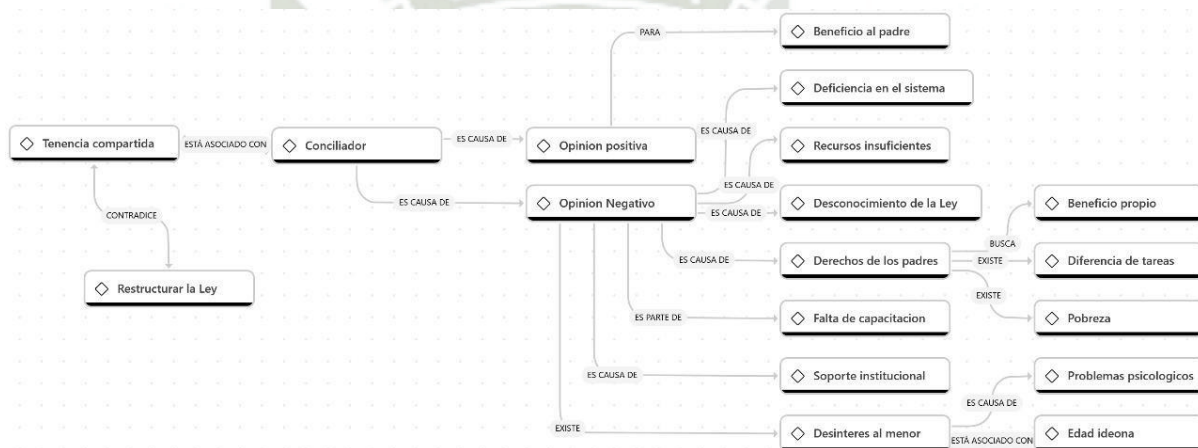 PARA
Beneficio al padre
Deficiencia en el sistema
ES CAUSA DE
Tenencia compartida
ESTÁ ASOCIADO CON
Conciliador
ES CAUSA DE
Opinion positiva
Recursos insuficientes
ES CAUSA DE
ES CAUSA DE
Opinion Negativo
ES CAUSA DE
Desconocimiento de la Ley
Beneficio propio
CONTRADICE
BUSCA
ES CAUSA DE
Derechos de los padres
EXISTE
Diferencia de tareas
Restructurar la Ley
EXISTE
ES PARTE DE
Falta de capacitacion
Pobreza
ES CAUSA DE
Soporte institucional
Problemas psicologicos
ES CAUSA DE
EXISTE
Desinteres al menor
ESTÁ ASOCIADO CON
Edad ideona